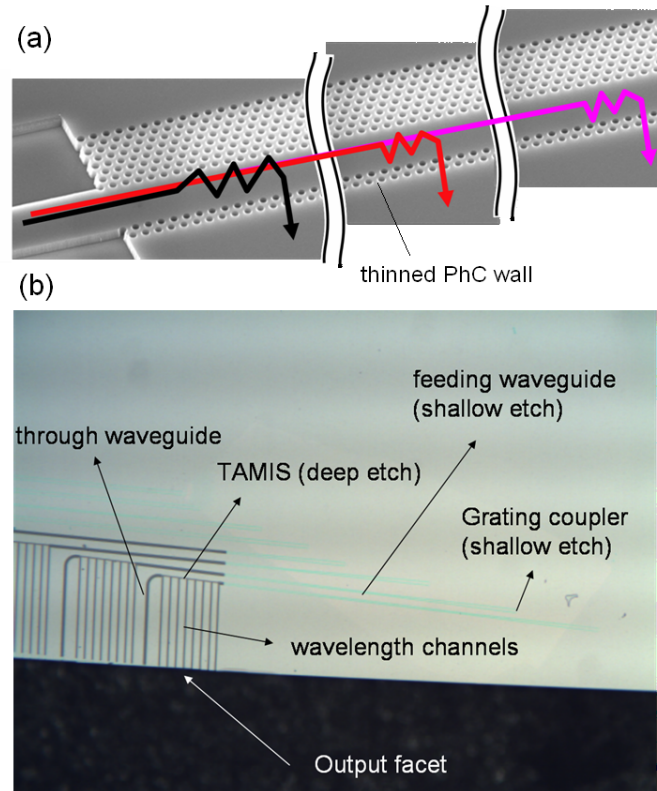 (a)
thinned PhC wall
(b)
feeding waveguide
(shallow etch)
through waveguide
TAMIS (deep etch)
Grating coupler
(shallow etch)
wavelength channels
Output facet